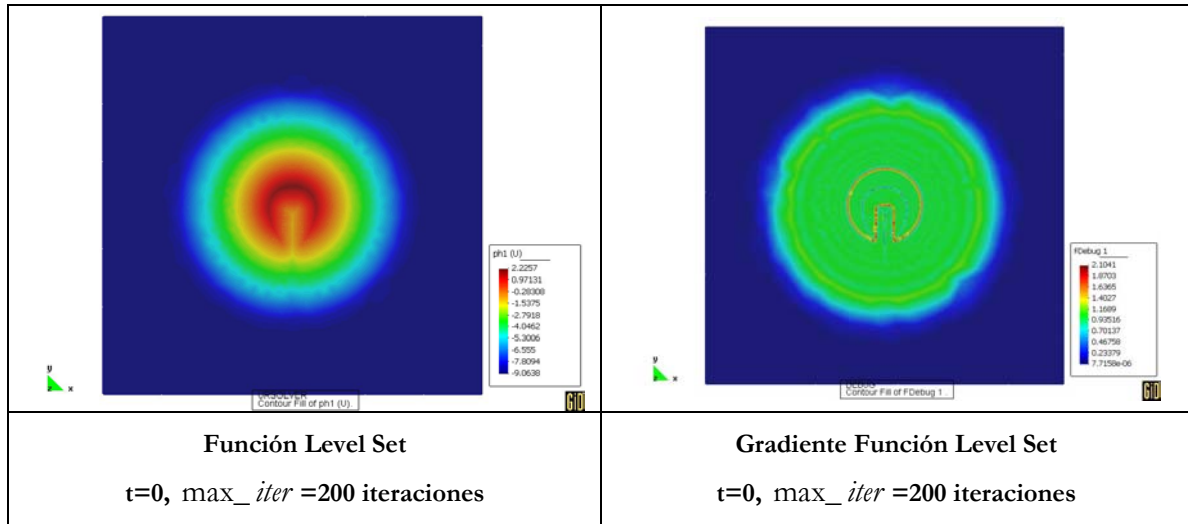 ph1 (U)
2.2257
0.97131
-0.28308
-1.5375
-2.7918
-4.0462
-5.3006
-6.555
-7.8094
-9.0638
y
z x
Contour Fill of ph1 (U).
GiD
Función Level Set
t=0, max_ iter =200 iteraciones
FDebug 1
2.1041
1.8703
1.6365
1.4027
1.1689
0.93516
0.70137
0.46758
0.23379
7.7158e-06
y
z x
DEBUG
Contour Fill of FDebug 1 .
GiD
Gradiente Función Level Set
t=0, max_ iter =200 iteraciones